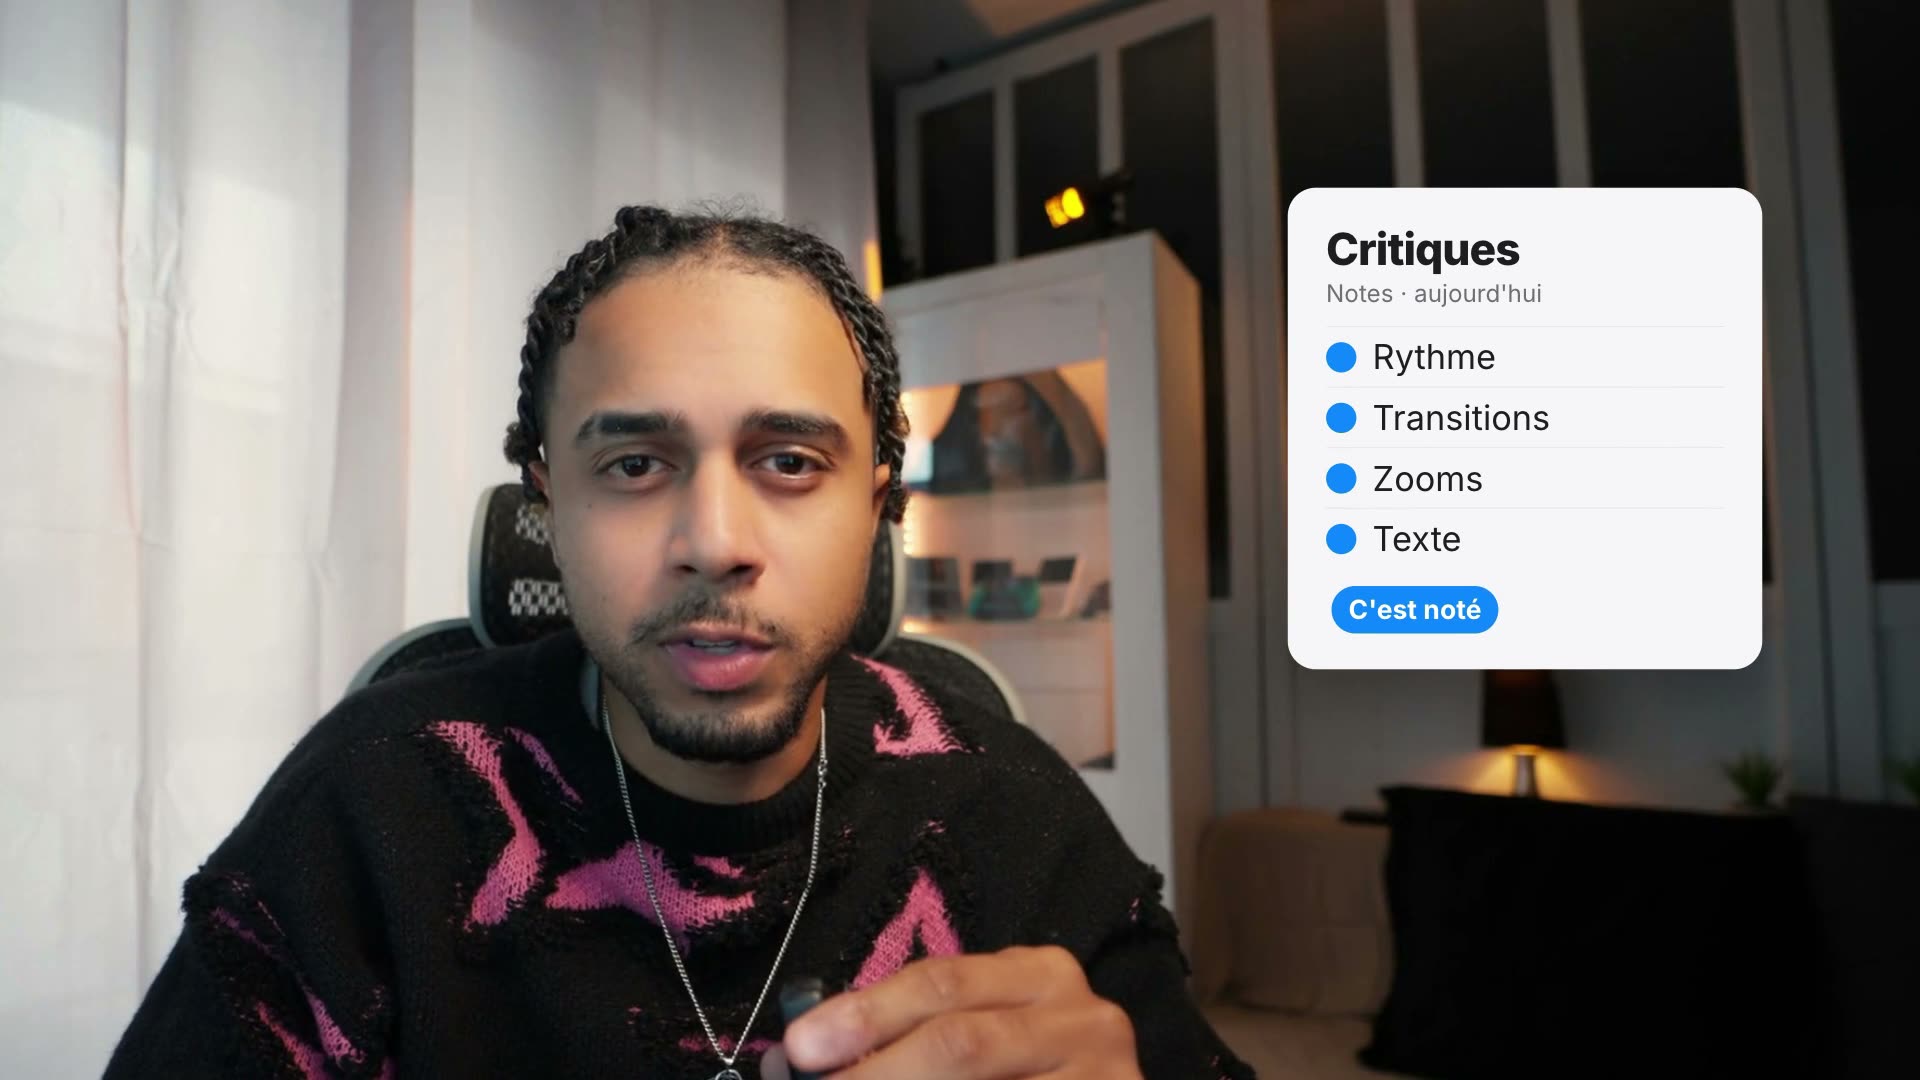 Critiques
Notes · aujourd'hui
Rythme
Transitions
Zooms
Texte
C'est noté